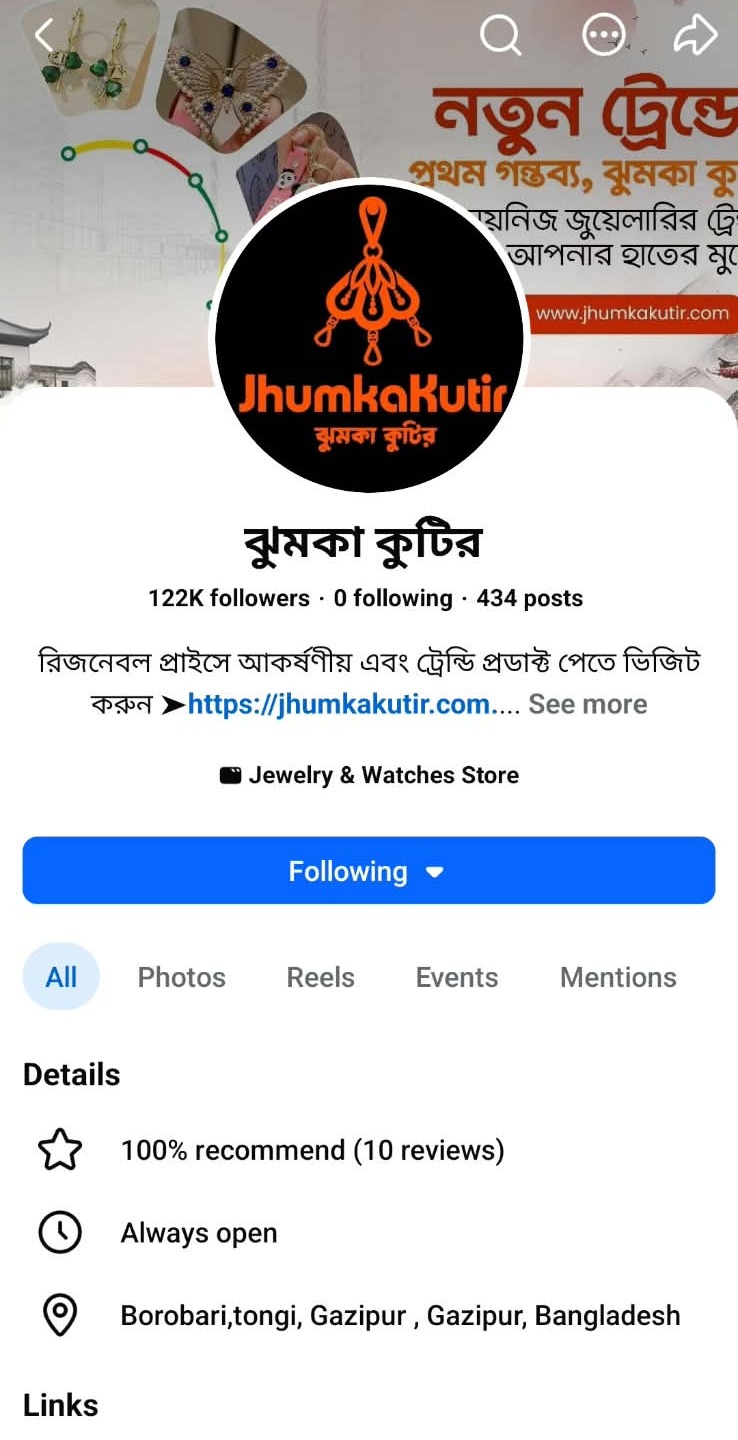 নতুন ট্রেন্ডে
প্রথম গন্তব্য, ঝুমকা কু
জুয়েলারির
আপনার হাতের
www.jhumkakutir.com
JhumkaKutir
ঝুমকা কুটির
ঝুমকা কুটির
122K followers · 0 following · 434 posts
রিজনেবল প্রাইসে আকর্ষণীয় এবং ট্রেন্ডি প্রডাক্ট পেতে ভিজিট
করুন ➤https://jhumkakutir.com.... See more
Jewelry & Watches Store
Following
All Photos Reels Events Mentions
Details
100% recommend (10 reviews)
Always open
Borobari,tongi, Gazipur , Gazipur, Bangladesh
Links